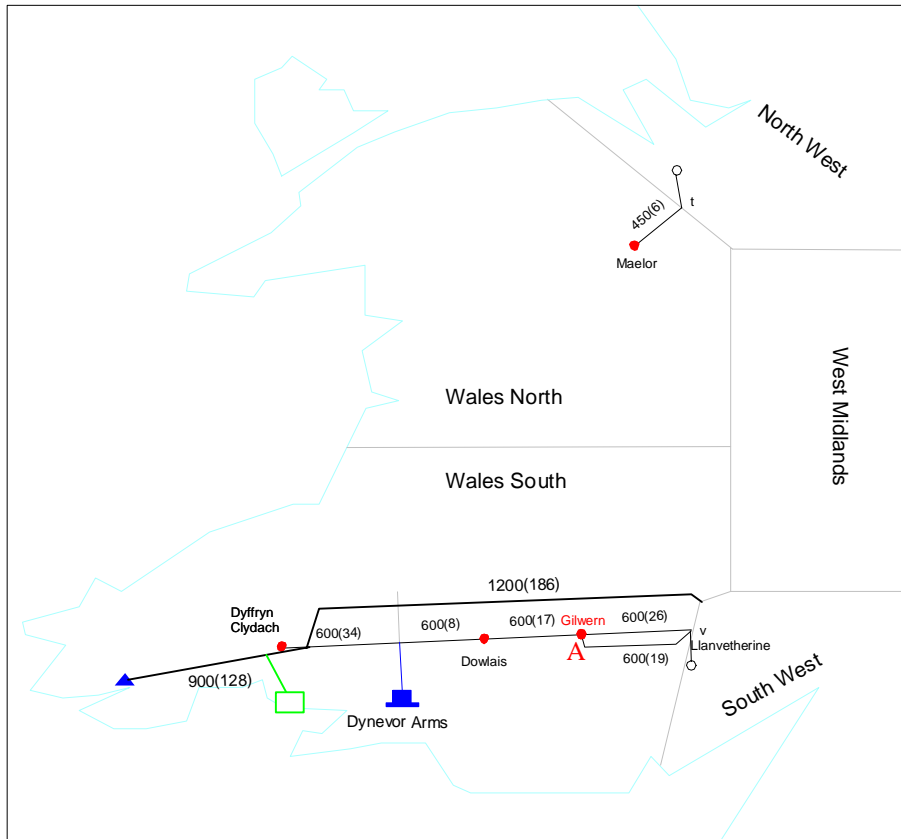 North West
t
450(6)
Maelor
West Midlands
Wales North
Wales South
1200(186)
Dyffryn
Clydach
600(34)
600(8)
600(17)
Gilwern
600(26)
v
Llanvetherine
A
Dowlais
600(19)
900(128)
South West
Dynevor Arms